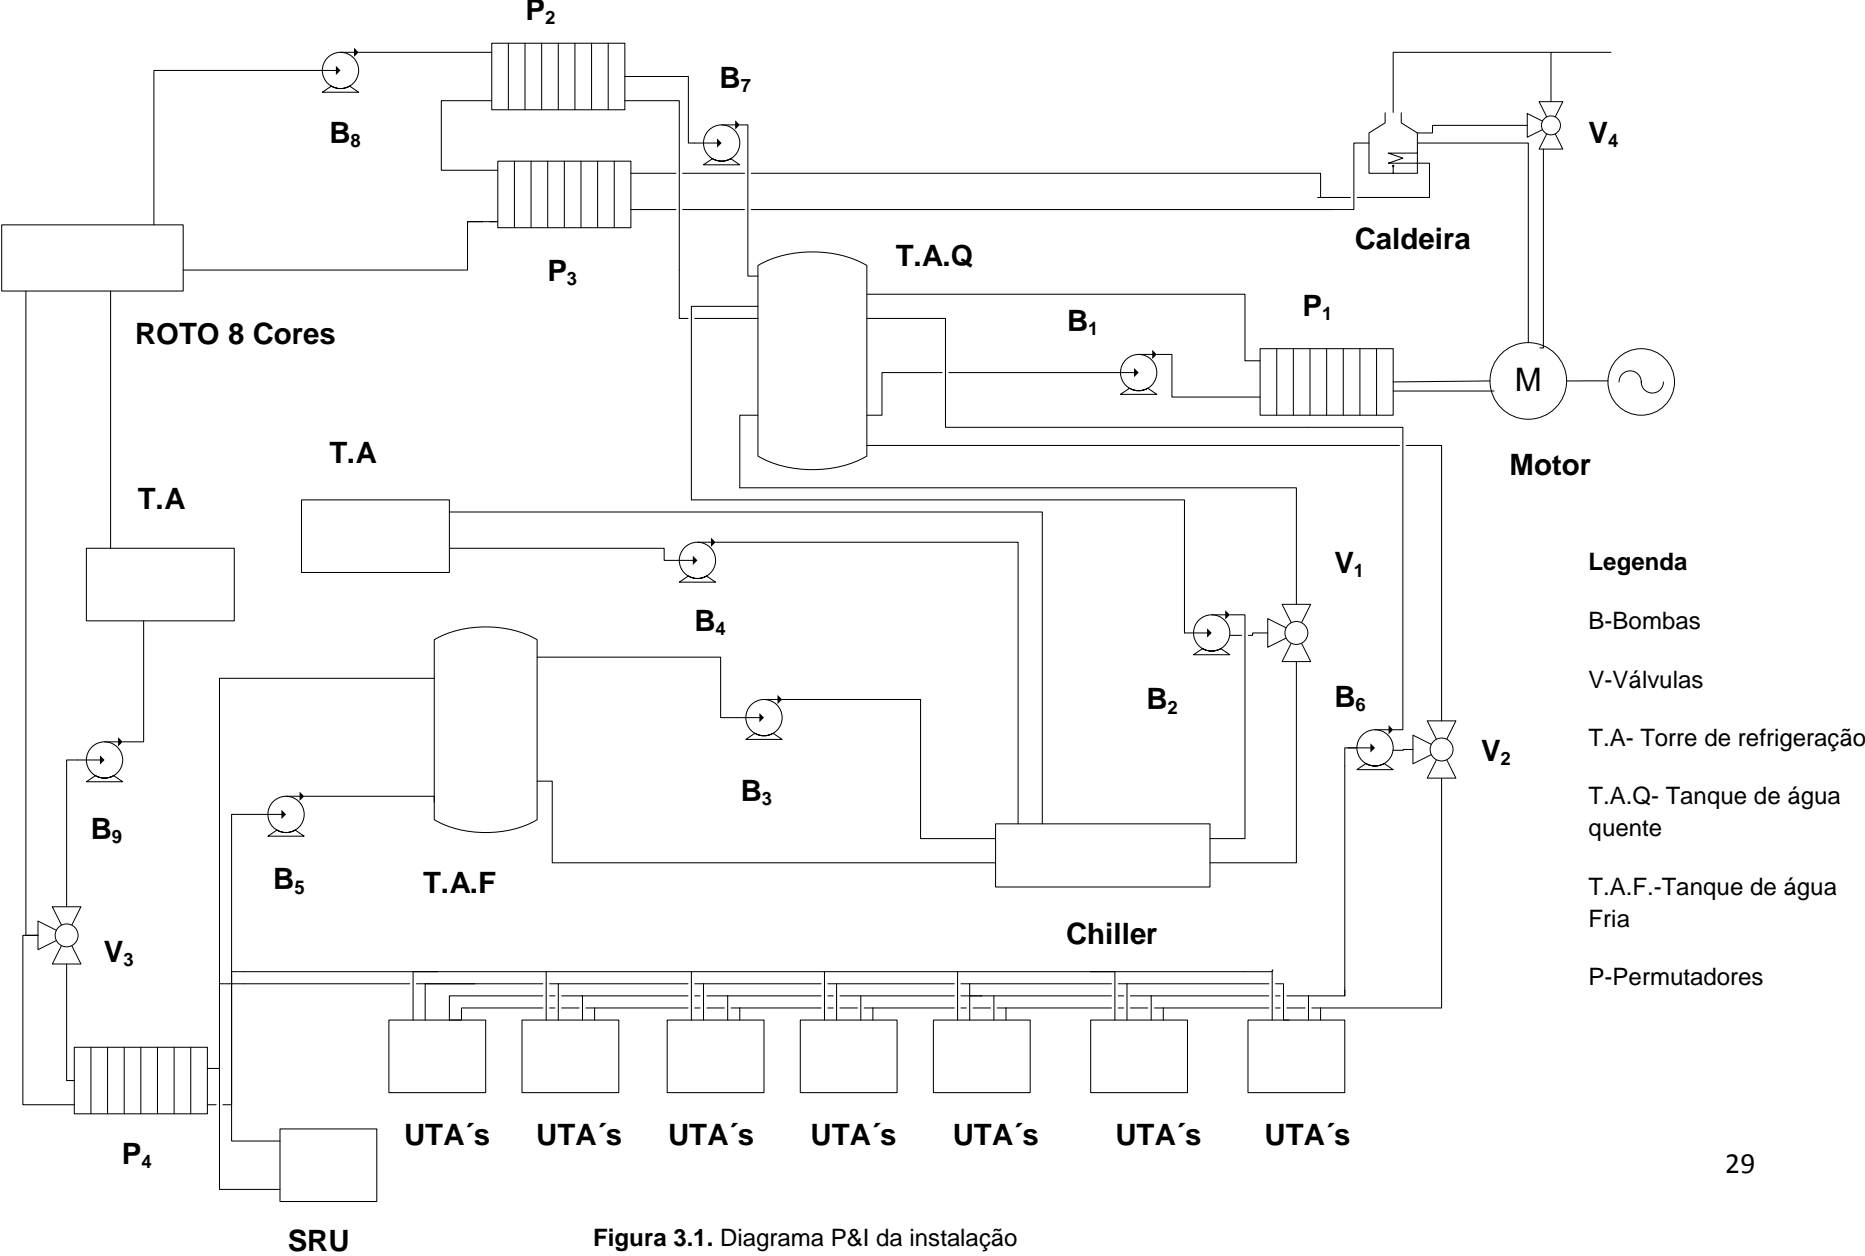 P₂
B₇
B₈
V₄
Caldeira
T.A.Q
P₃
P₁
B₁
ROTO 8 Cores
M
Motor
T.A
T.A
Legenda
V₁
B-Bombas
B₄
V-Válvulas
B₂
B₆
T.A- Torre de refrigeração
V₂
B₃
T.A.Q- Tanque de água
quente
B₉
B₅
T.A.F
T.A.F.-Tanque de água
Fria
Chiller
V₃
P-Permutadores
UTA´s UTA´s UTA´s UTA´s UTA´s UTA´s UTA´s
P₄
29
SRU
Figura 3.1. Diagrama P&I da instalação